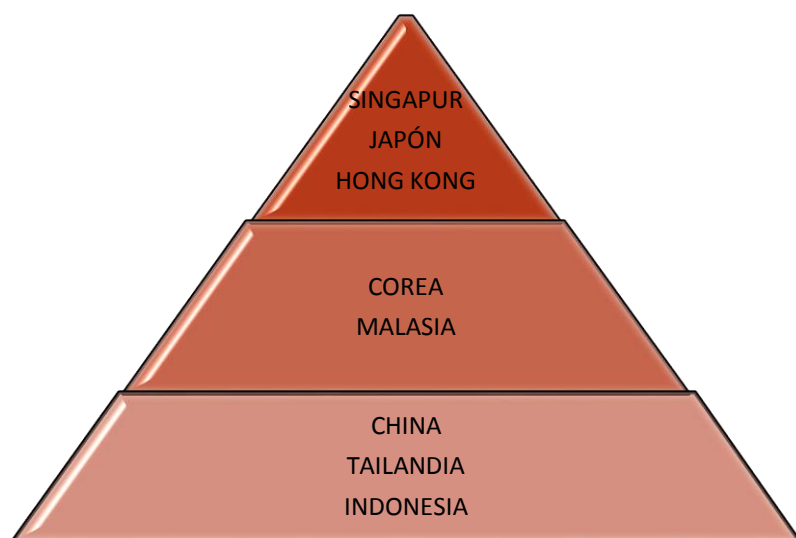 SINGAPUR
JAPÓN
HONG KONG
COREA
MALASIA
CHINA
TAILANDIA
INDONESIA